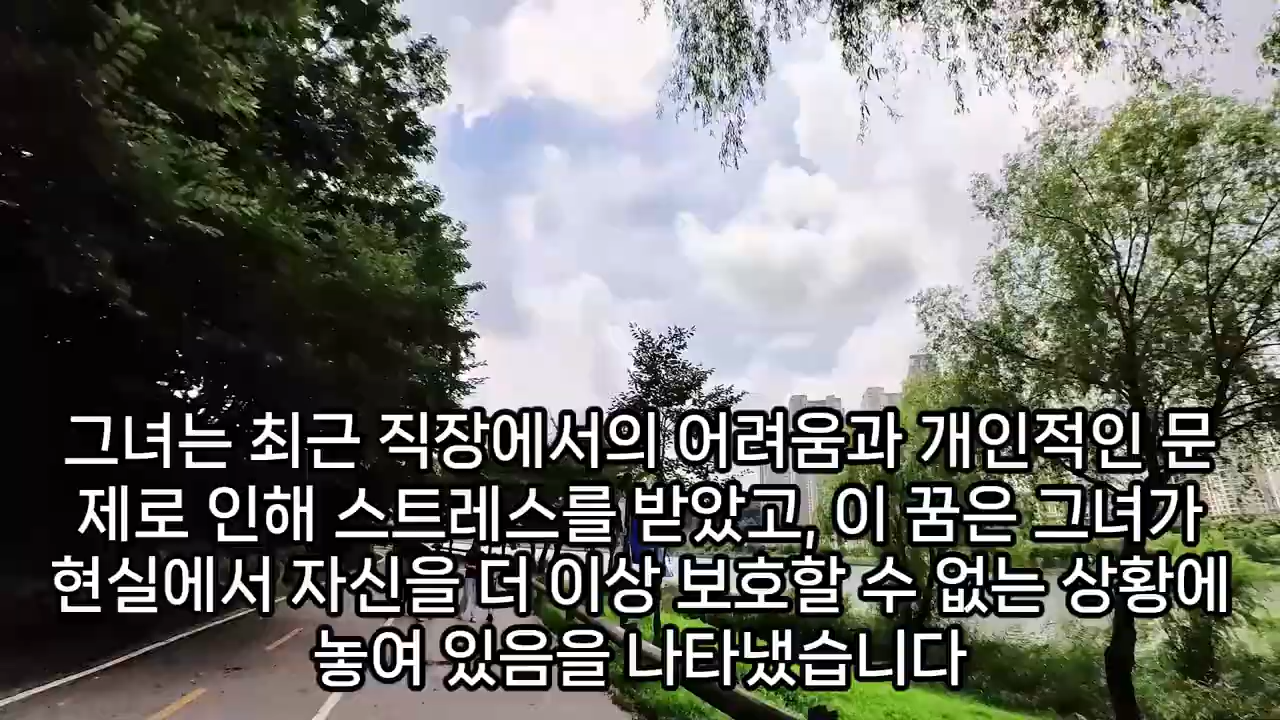 그녀는 최근 직장에서의 어려움과 개인적인 문
제로 인해 스트레스를 받았고, 이 꿈은 그녀가
현실에서 자신을 더 이상 보호할 수 없는 상황에
놓여 있음을 나타냈습니다